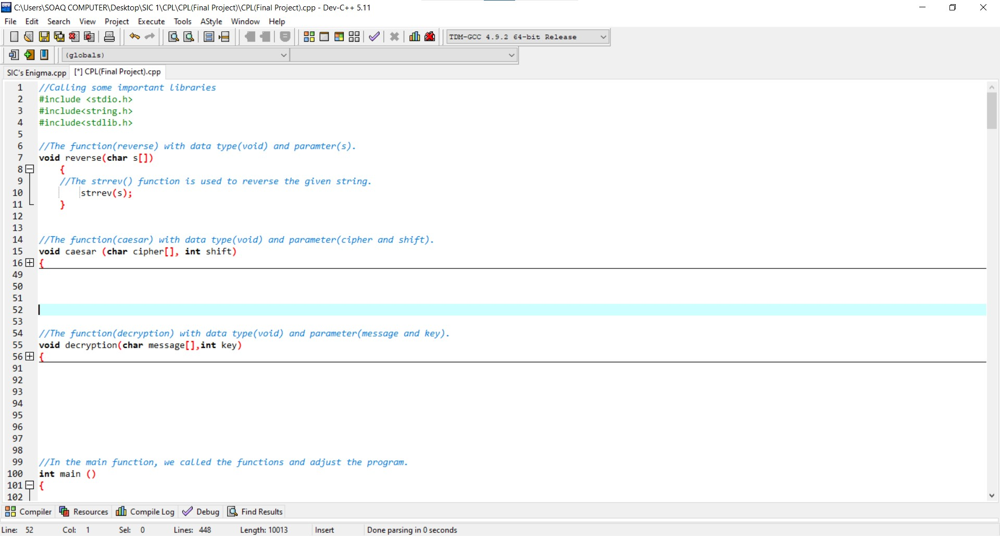 C:\Users\SOAQ COMPUTER\Desktop\SIC 1\CPL\CPL(Final Project)\CPL(Final Project).cpp - Dev-C++ 5.11
File Edit Search View Project Execute Tools AStyle Window Help
TDM-GCC 4.9.2 64-bit Release
(globals)
SIC's Enigma.cpp [*] CPL(Final Project).cpp
1 //Calling some important libraries
2 #include <stdio.h>
3 #include<string.h>
4 #include<stdlib.h>
5
6 //The function(reverse) with data type(void) and paramter(s).
7 void reverse(char s[])
8 {
9 //The strrev() function is used to reverse the given string.
10 strrev(s);
11 }
12
13
14 //The function(caesar) with data type(void) and parameter(cipher and shift).
15 void caesar (char cipher[], int shift)
16 {
49
50
51
52
53
54 //The function(decryption) with data type(void) and parameter(message and key).
55 void decryption(char message[],int key)
56 {
91
92
93
94
95
96
97
98
99 //In the main function, we called the functions and adjust the program.
100 int main ()
101 {
102
Compiler Resources Compile Log Debug Find Results
Line: 52 Col: 1 Sel: 0 Lines: 448 Length: 10013 Insert Done parsing in 0 seconds